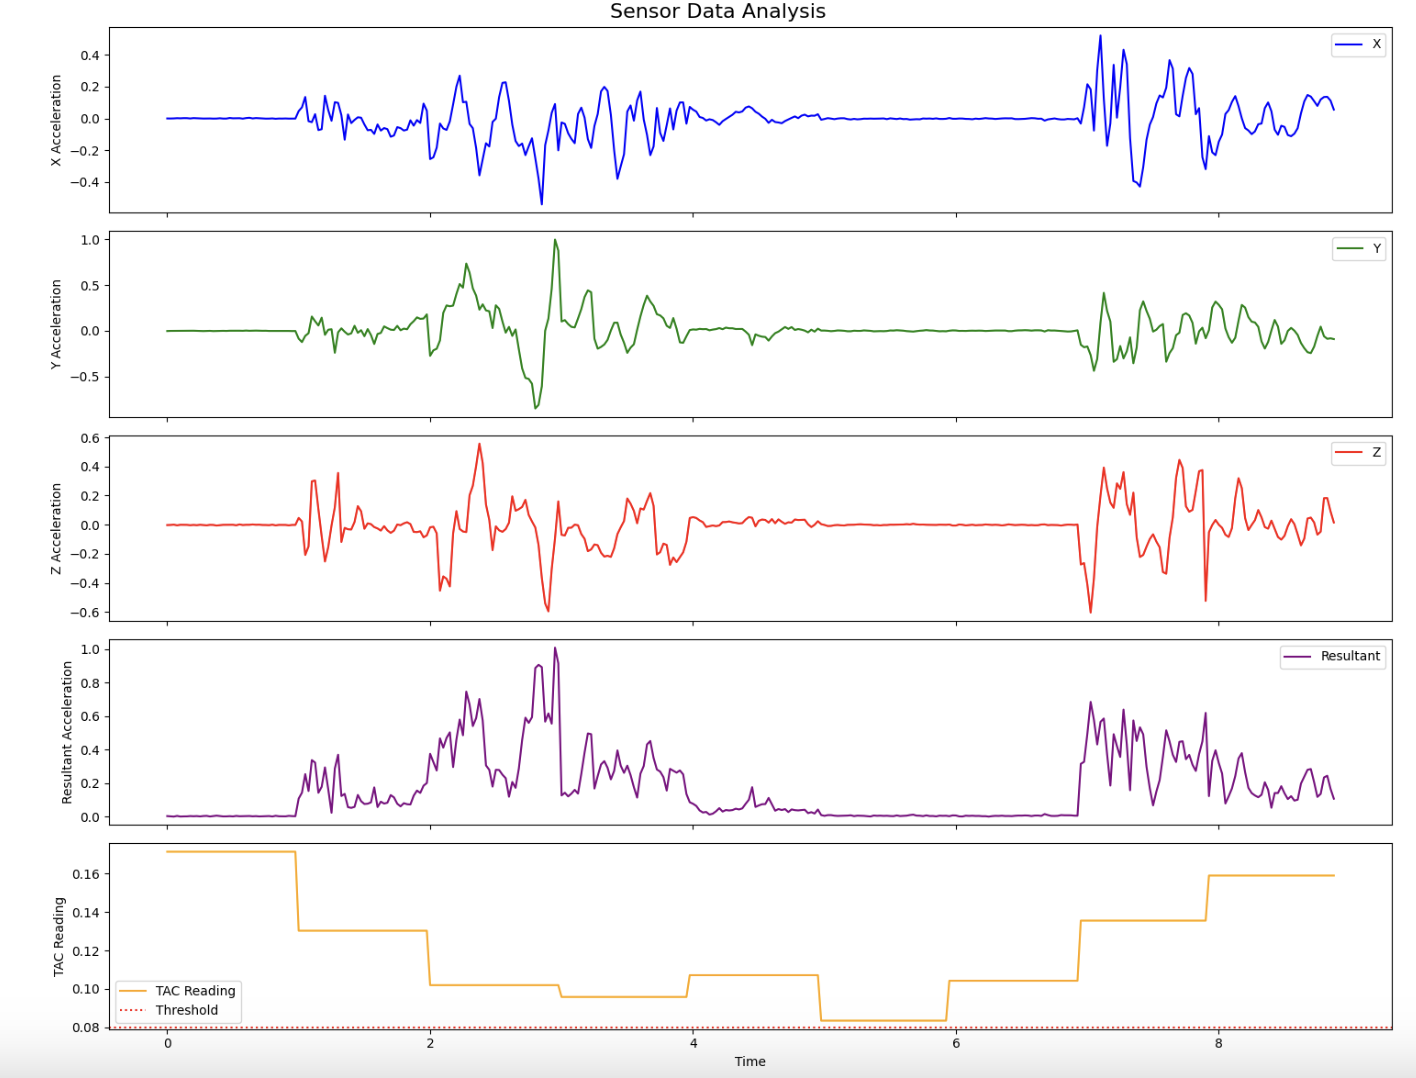 Sensor Data Analysis
X Acceleration
0.4
0.2
0.0
−0.2
−0.4
X
Y Acceleration
1.0
0.5
0.0
−0.5
Y
Z Acceleration
0.6
0.4
0.2
0.0
−0.2
−0.4
−0.6
Z
Resultant Acceleration
1.0
0.8
0.6
0.4
0.2
0.0
Resultant
TAC Reading
0.16
0.14
0.12
0.10
0.08
TAC Reading
Threshold
0 2 4 6 8
Time